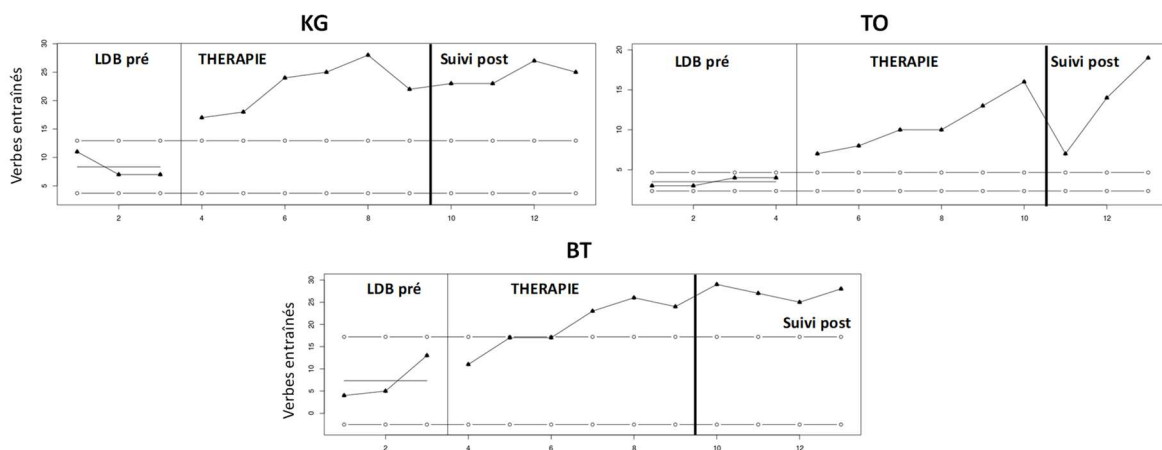 KG
LDB pré THERAPIE Suivi post
Verbes entraînés
30
25
20
15
10
5
2 4 6 8 10 12
TO
LDB pré THERAPIE Suivi post
20
15
10
5
2 4 6 8 10 12
BT
LDB pré THERAPIE
Suivi post
Verbes entraînés
30
25
20
15
10
5
0
2 4 6 8 10 12